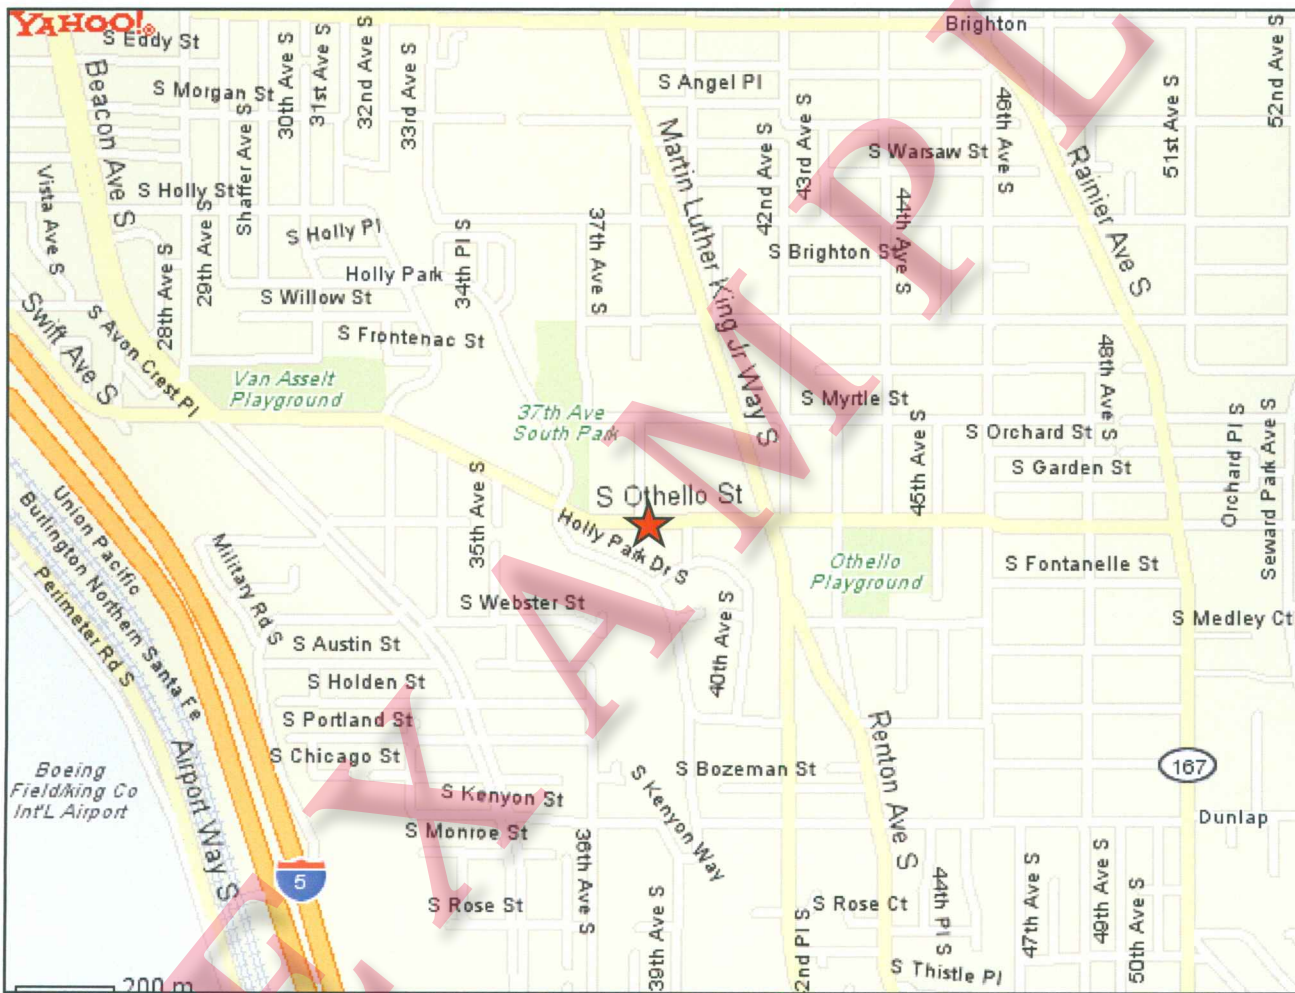 YAHOO!®
Brighton
S Eddy St
Beacon Ave S
S Morgan St
Shaffer Ave S
30th Ave S
31st Ave S
32nd Ave S
33rd Ave S
S Angel Pl
Martin Luther King Jr Way S
42nd Ave S
43rd Ave S
S Warsaw St
44th Ave S
46th Ave S
Rainier Ave S
51st Ave S
52nd Ave S
Vista Ave S
S Holly St
29th Ave S
28th Ave S
S Holly Pl
Holly Park
34th Pl S
37th Ave S
S Brighton St
S Willow St
S Frontenac St
Swift Ave S
S Avon Crest Pl
Van Asselt
Playground
37th Ave
South Park
S Myrtle St
48th Ave S
45th Ave S
S Orchard St
S Garden St
Orchard Pl S
Seward Park Ave S
35th Ave S
S Othello St
Holly Park Dr S
Othello
Playground
S Fontanelle St
Union Pacific
Burlington Northern Santa Fe
Perimeter Rd S
Military Rd S
S Webster St
40th Ave S
S Medley Ct
S Austin St
S Holden St
S Portland St
S Chicago St
Airport Way S
Boeing
Field/king Co
Int'L Airport
S Kenyon St
S Monroe St
S Kenyon Way
S Bozeman St
Renton Ave S
167
Dunlap
5
36th Ave S
S Rose St
39th Ave S
2nd Pl S
S Rose Ct
44th Pl S
47th Ave S
49th Ave S
50th Ave S
S Thistle Pl
200 m
EXAMPL